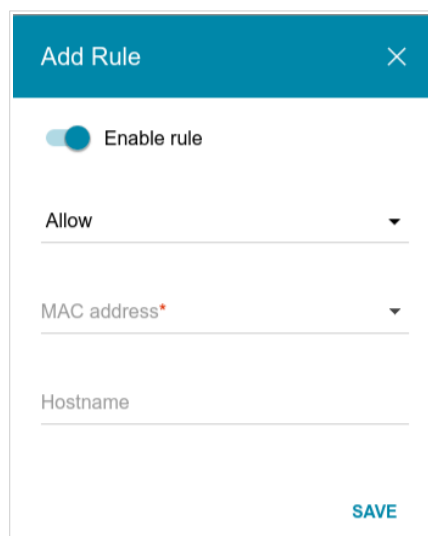 Add Rule
Enable rule
Allow
MAC address*
Hostname
SAVE